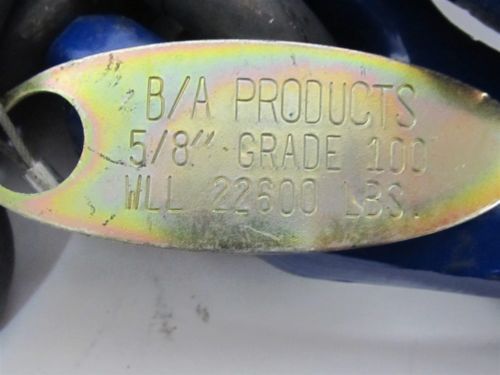 B/A PRODUCTS
5/8" GRADE 100
WLL 22600 LBS.